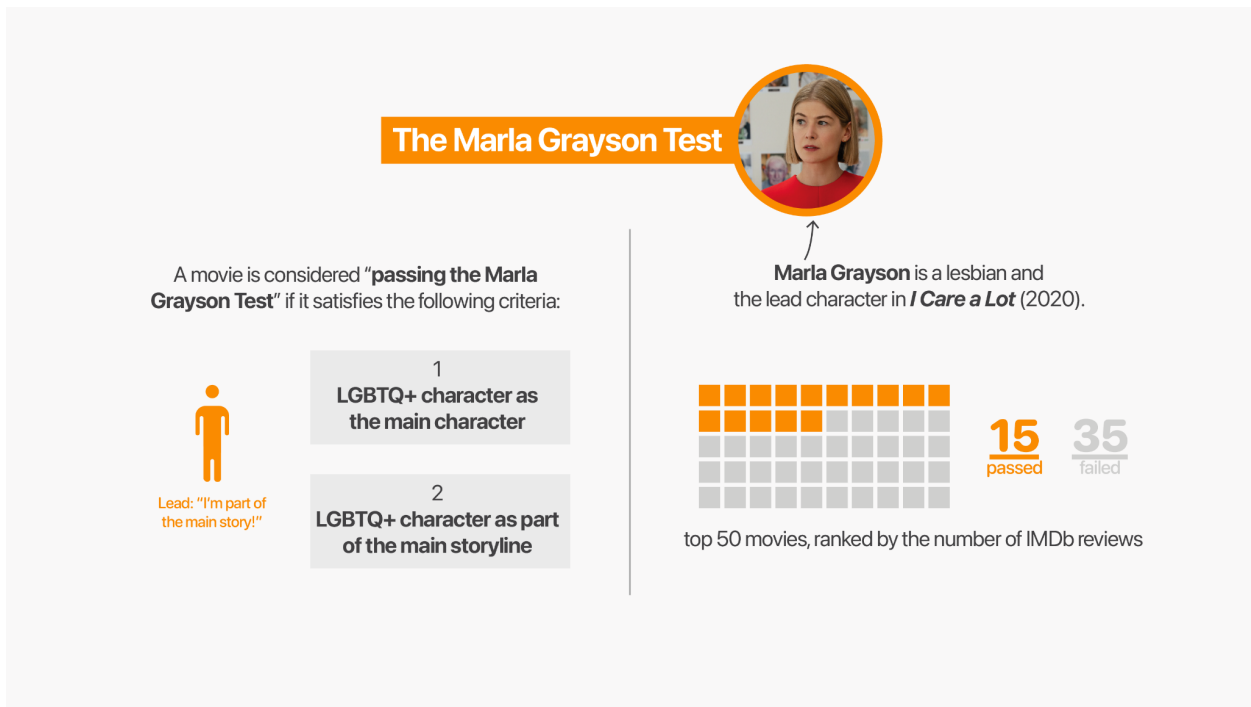 The Marla Grayson Test
A movie is considered “passing the Marla
Grayson Test” if it satisfies the following criteria:
1
LGBTQ+ character as
the main character
2
LGBTQ+ character as part
of the main storyline
Lead: “I'm part of
the main story!”
Marla Grayson is a lesbian and
the lead character in I Care a Lot (2020).
15
passed
35
failed
top 50 movies, ranked by the number of IMDb reviews